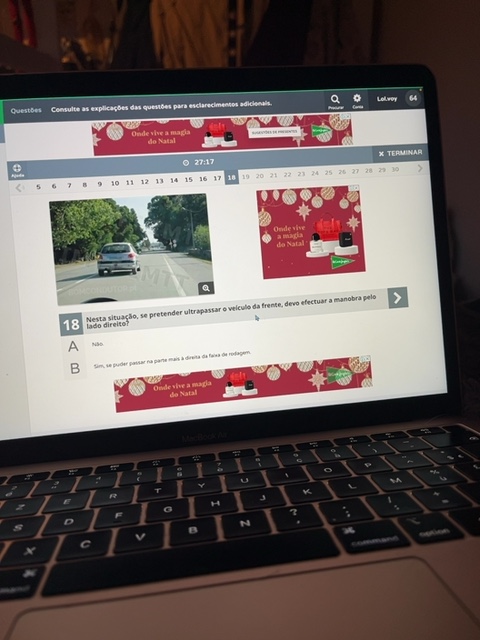 Questões Consulte as explicações das questões para esclarecimentos adicionais.
Procurar
Conta
Lol.voy
64
Onde vive a magia
do Natal
SUGESTÕES DE PRESENTES
Ajuda
27:17
× TERMINAR
5 6 7 8 9 10 11 12 13 14 15 16 17 18 19 20 21 22 23 24 25 26 27 28 29 30
Onde vive
a magia
do Natal
18 Nesta situação, se pretender ultrapassar o veículo da frente, devo efectuar a manobra pelo
lado direito?
A Não.
B Sim, se puder passar na parte mais à direita da faixa de rodagem.
Onde vive a magia
do Natal
MacBook Air
E R T Y U I O P
S D F G H J K L M
X C V B N ? ; . : / + =
command
option
command